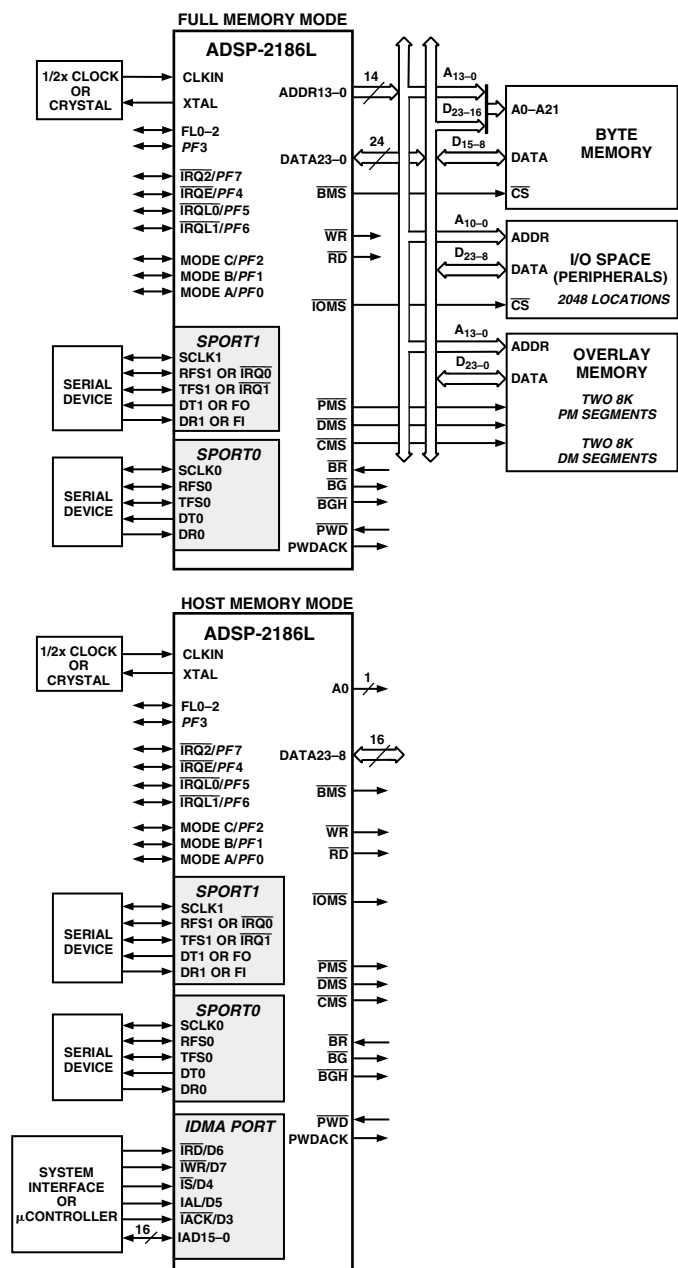 FULL MEMORY MODE
ADSP-2186L
1/2x CLOCK
OR
CRYSTAL
CLKIN
XTAL
FL0–2
PF3
IRQ2/PF7
IRQE/PF4
IRQL0/PF5
IRQL1/PF6
MODE C/PF2
MODE B/PF1
MODE A/PF0
SPORT1
SCLK1
RFS1 OR IRQ0
TFS1 OR IRQ1
DT1 OR FO
DR1 OR FI
SERIAL
DEVICE
SPORT0
SCLK0
RFS0
TFS0
DT0
DR0
SERIAL
DEVICE
ADDR13–0
14
DATA23–0
24
BMS
WR
RD
IOMS
PMS
DMS
CMS
BR
BG
BGH
PWD
PWDACK
A13–0
D23–16
D15–8
A0–A21
BYTE
MEMORY
DATA
CS
A10–0
D23–8
ADDR
I/O SPACE
(PERIPHERALS)
DATA
2048 LOCATIONS
CS
A13–0
D23–0
ADDR
OVERLAY
MEMORY
DATA
TWO 8K
PM SEGMENTS
TWO 8K
DM SEGMENTS
HOST MEMORY MODE
ADSP-2186L
1/2x CLOCK
OR
CRYSTAL
CLKIN
XTAL
FL0–2
PF3
IRQ2/PF7
IRQE/PF4
IRQL0/PF5
IRQL1/PF6
MODE C/PF2
MODE B/PF1
MODE A/PF0
SPORT1
SCLK1
RFS1 OR IRQ0
TFS1 OR IRQ1
DT1 OR FO
DR1 OR FI
SERIAL
DEVICE
SPORT0
SCLK0
RFS0
TFS0
DT0
DR0
SERIAL
DEVICE
IDMA PORT
IRD/D6
IWR/D7
IS/D4
IAL/D5
IACK/D3
IAD15–0
16
SYSTEM
INTERFACE
OR
μCONTROLLER
A0
1
DATA23–8
16
BMS
WR
RD
IOMS
PMS
DMS
CMS
BR
BG
BGH
PWD
PWDACK